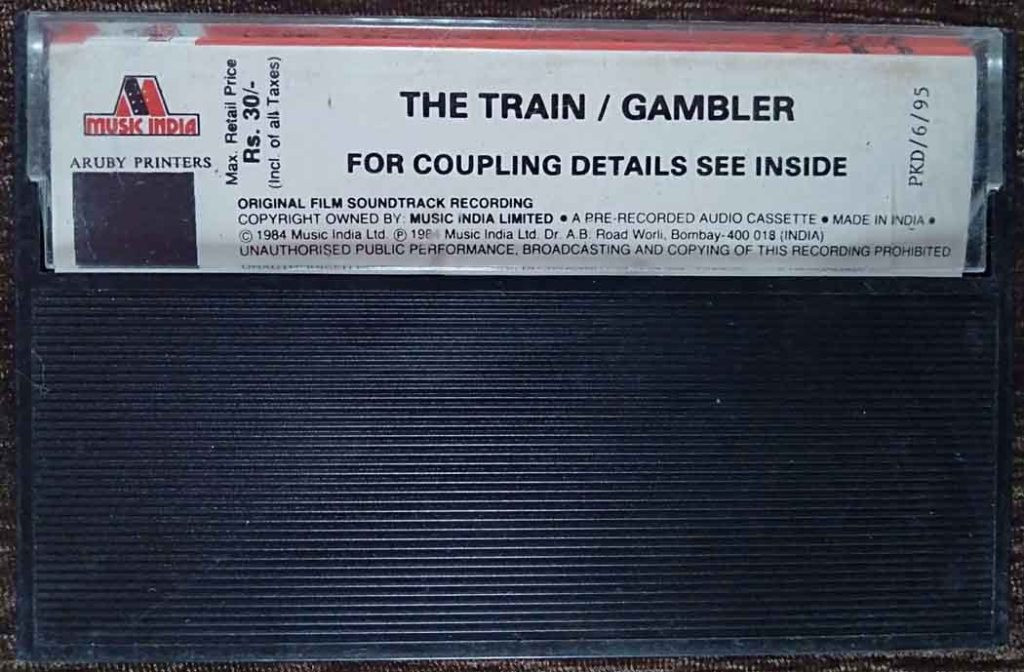 MUSIC INDIA
ARUBY PRINTERS
Max. Retail Price
Rs. 30/-
(Incl. of all Taxes)
THE TRAIN / GAMBLER
FOR COUPLING DETAILS SEE INSIDE
PKD/6/95
ORIGINAL FILM SOUNDTRACK RECORDING
COPYRIGHT OWNED BY: MUSIC INDIA LIMITED ● A PRE-RECORDED AUDIO CASSETTE ● MADE IN INDIA ●
© 1984 Music India Ltd. ℗ 1984 Music India Ltd. Dr. A.B. Road Worli, Bombay-400 018 (INDIA)
UNAUTHORISED PUBLIC PERFORMANCE, BROADCASTING AND COPYING OF THIS RECORDING PROHIBITED